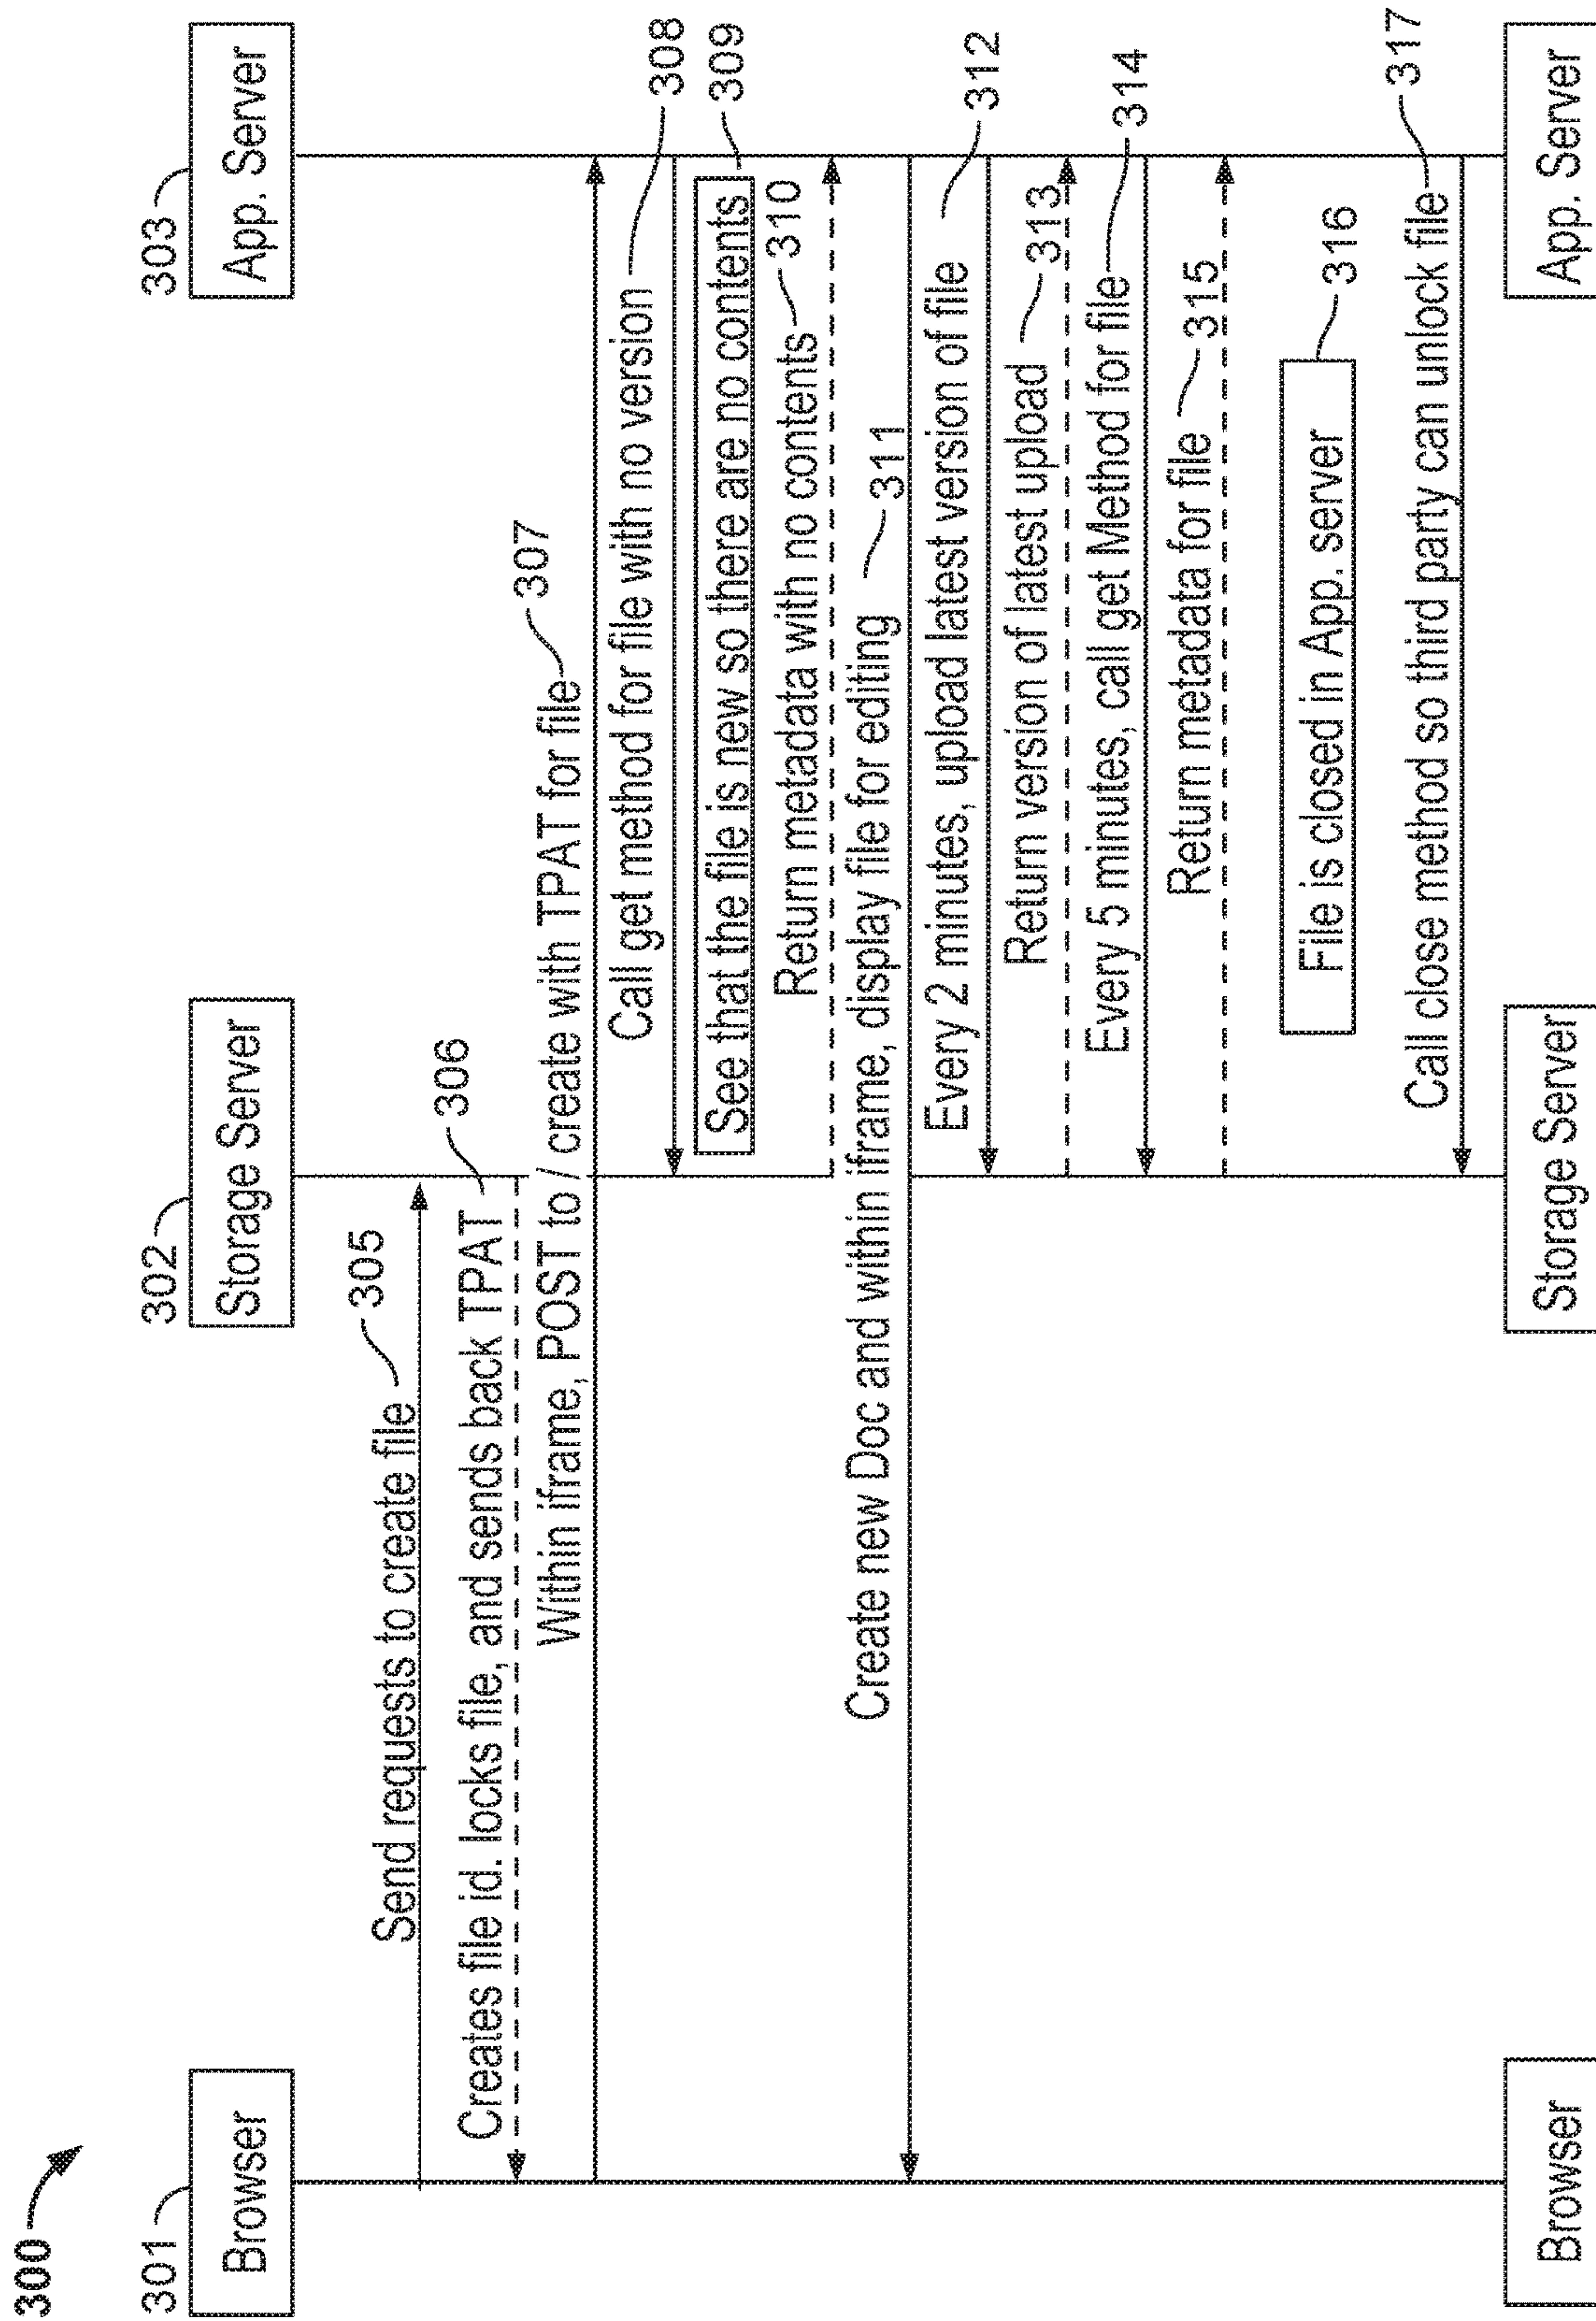 300
301
302
303
Browser
Storage Server
App. Server
Send requests to create file
305
Creates file id. locks file, and sends back TPAT
306
Within iframe, POST to / create with TPAT for file
307
Call get method for file with no version
308
See that the file is new so there are no contents
309
Return metadata with no contents
310
Create new Doc and within iframe, display file for editing
311
Every 2 minutes, upload latest version of file
312
Return version of latest upload
313
Every 5 minutes, call get Method for file
314
Return metadata for file
315
File is closed in App. server
316
Call close method so third party can unlock file
317
Browser
Storage Server
App. Server